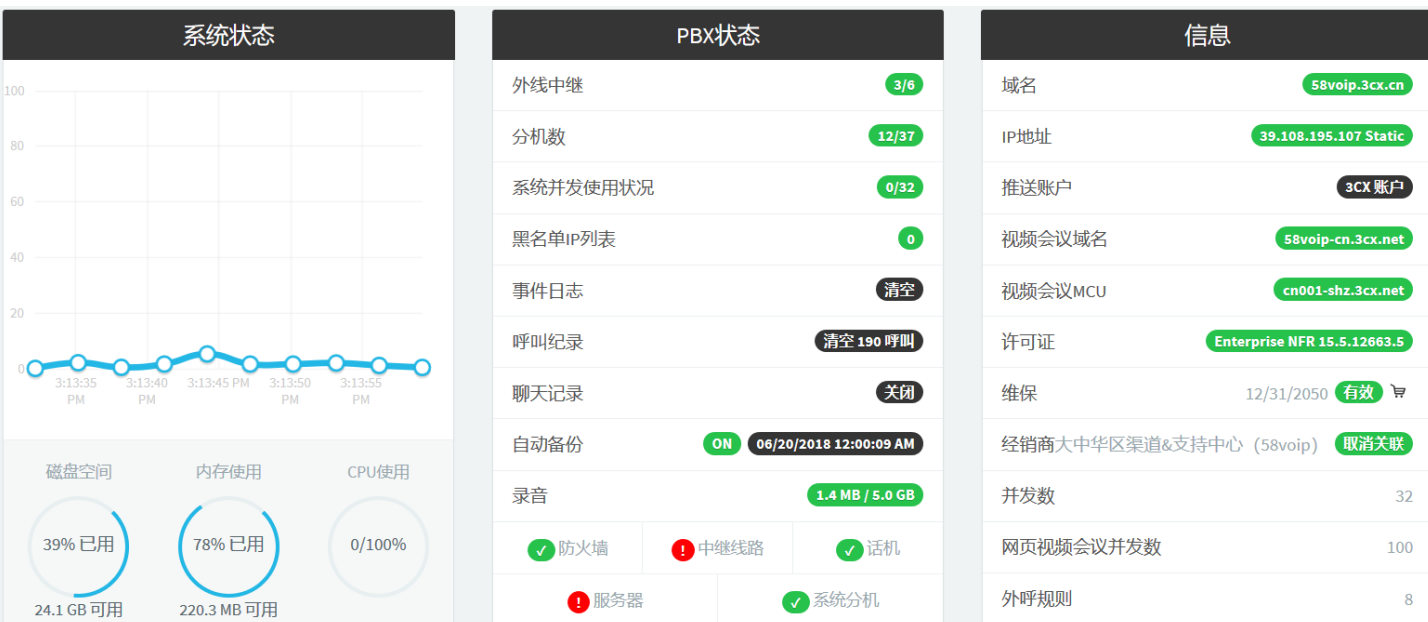 系统状态
100
80
60
40
20
0
3:13:35 PM
3:13:40 PM
3:13:45 PM
3:13:50 PM
3:13:55 PM
磁盘空间 内存使用 CPU使用
39% 已用 78% 已用 0/100%
24.1 GB 可用 220.3 MB 可用
PBX状态
外线中继 3/6
分机数 12/37
系统并发使用状况 0/32
黑名单IP列表 0
事件日志 清空
呼叫纪录 清空 190 呼叫
聊天记录 关闭
自动备份 ON 06/20/2018 12:00:09 AM
录音 1.4 MB / 5.0 GB
防火墙 中继线路 话机
服务器 系统分机
信息
域名 58voip.3cx.cn
IP地址 39.108.195.107 Static
推送账户 3CX 账户
视频会议域名 58voip-cn.3cx.net
视频会议MCU cn001-shz.3cx.net
许可证 Enterprise NFR 15.5.12663.5
维保 12/31/2050 有效
经销商大中华区渠道&支持中心（58voip） 取消关联
并发数 32
网页视频会议并发数 100
外呼规则 8